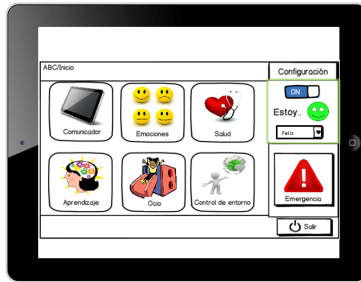 ABC/Inicio
Configuración
ON
Estoy..
Feliz
Comunicador
Emociones
Salud
Aprendizaje
Ocio
Control de entorno
Emergencia
Salir